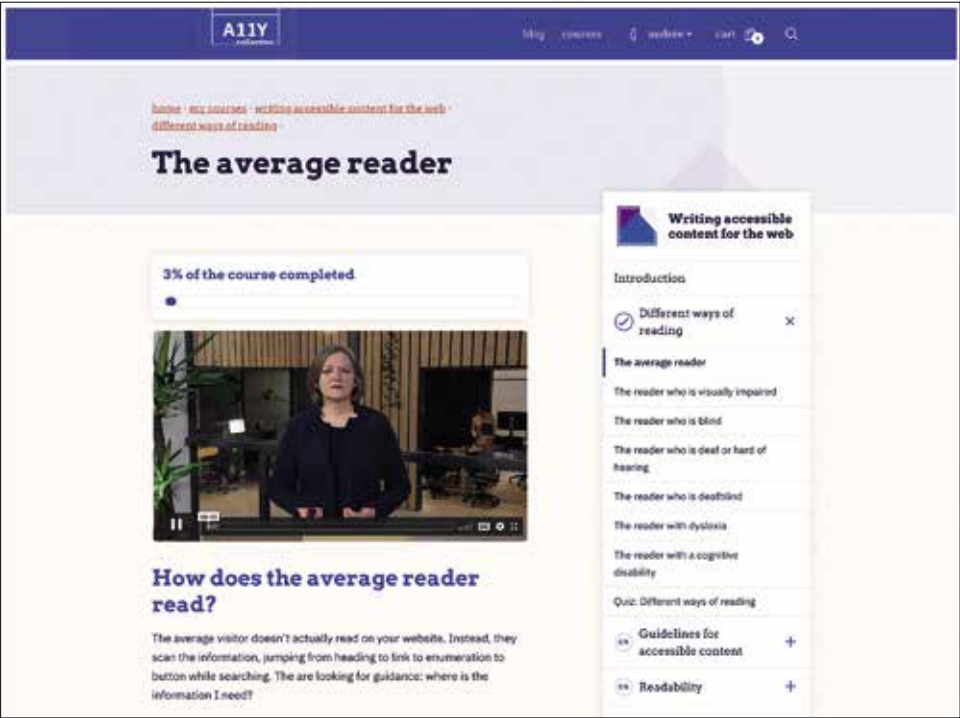 A11Y
collective
blog courses andrew cart 0
home · my courses · writing accessible content for the web ·
different ways of reading ·
The average reader
Writing accessible
content for the web
3% of the course completed
Introduction
Different ways of
reading
The average reader
The reader who is visually impaired
The reader who is blind
The reader who is deaf or hard of
hearing
The reader who is deafblind
The reader with dyslexia
The reader with a cognitive
disability
Quiz: Different ways of reading
Guidelines for
accessible content
Readability
How does the average reader
read?
The average visitor doesn't actually read on your website. Instead, they
scan the information, jumping from heading to link to enumeration to
button while searching. The are looking for guidance: where is the
information I need?